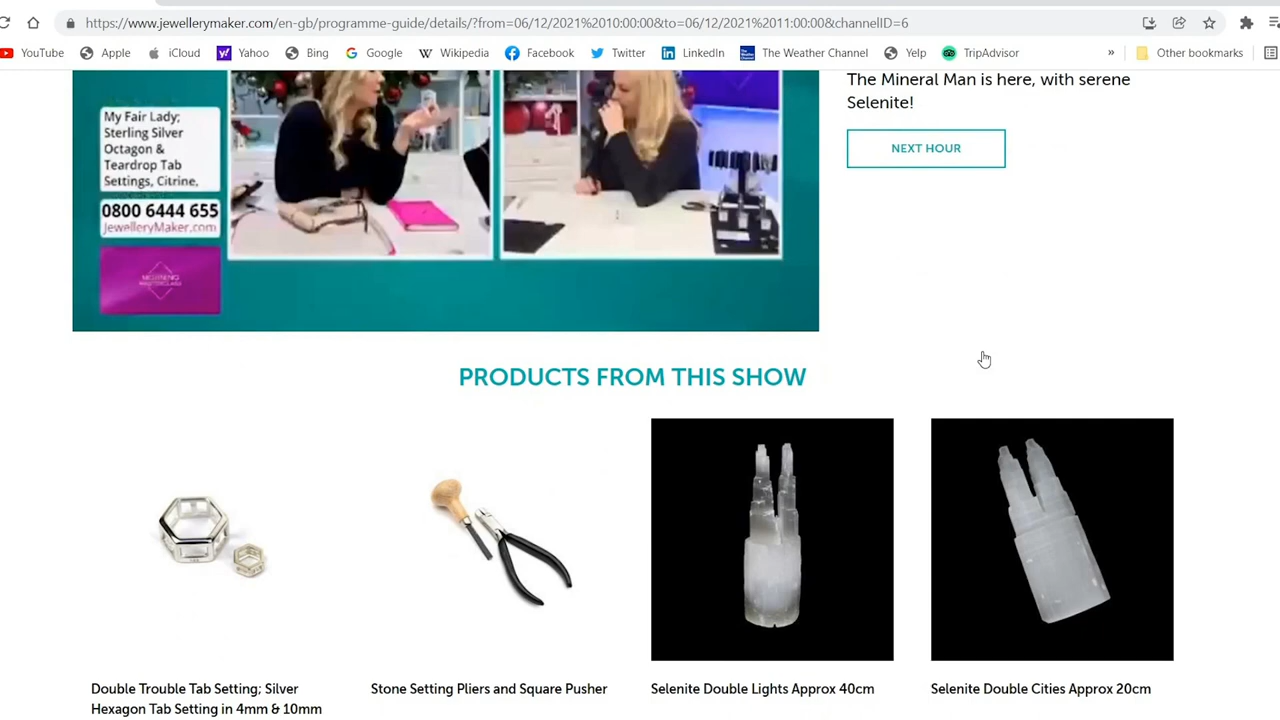 https://www.jewellerymaker.com/en-gb/programme-guide/details/?from=06/12/2021%2010:00:00&to=06/12/2021%2011:00:00&channelID=6
YouTube
Apple
iCloud
Yahoo
Bing
Google
Wikipedia
Facebook
Twitter
LinkedIn
The Weather Channel
Yelp
TripAdvisor
»
Other bookmarks
My Fair Lady;
Sterling Silver
Octagon &
Teardrop Tab
Settings, Citrine,
0800 6444 655
JewelleryMaker.com
MORNING
MASTERCLASS
The Mineral Man is here, with serene
Selenite!
NEXT HOUR
PRODUCTS FROM THIS SHOW
Double Trouble Tab Setting; Silver
Hexagon Tab Setting in 4mm & 10mm
Stone Setting Pliers and Square Pusher
Selenite Double Lights Approx 40cm
Selenite Double Cities Approx 20cm